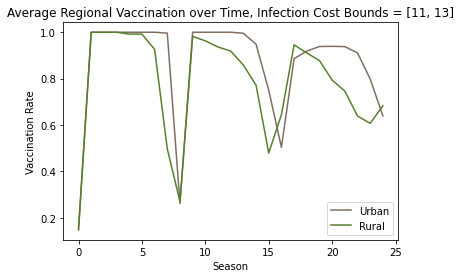 Average Regional Vaccination over Time, Infection Cost Bounds = [11, 13]
1.0
0.8
0.6
0.4
0.2
Vaccination Rate
0
5
10
15
20
25
Season
Urban
Rural